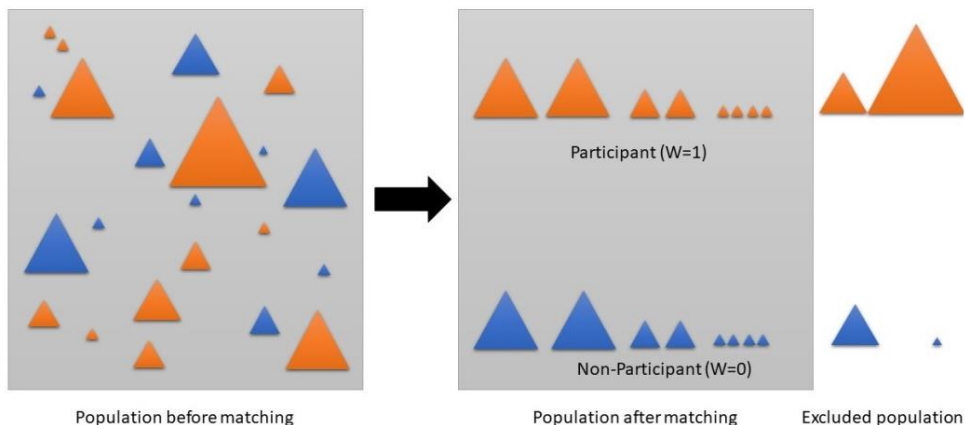 Participant (W=1)
Non-Participant (W=0)
Population before matching
Population after matching
Excluded population